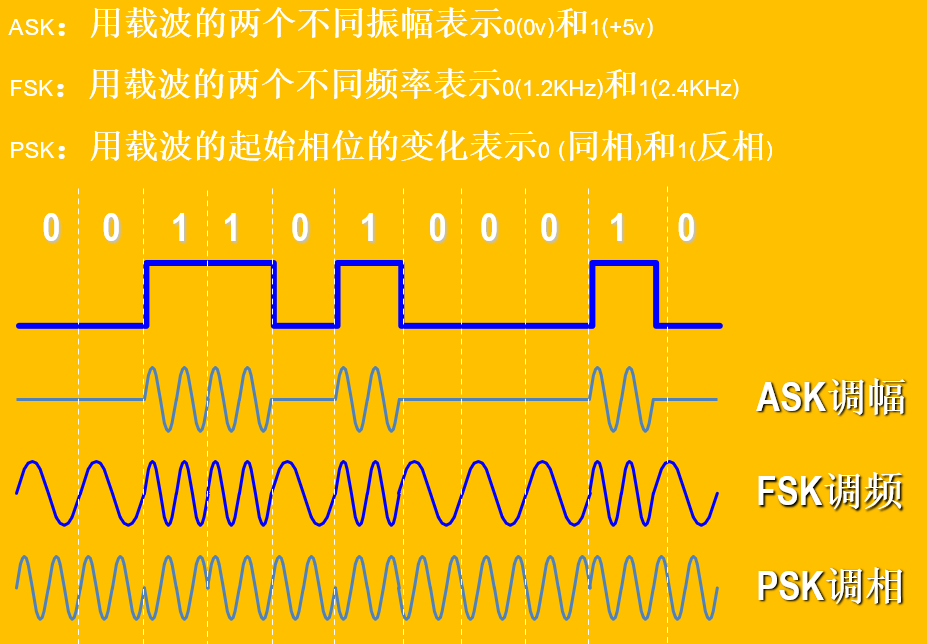 ASK：用载波的两个不同振幅表示0(0v)和1(+5v)
FSK：用载波的两个不同频率表示0(1.2KHz)和1(2.4KHz)
PSK：用载波的起始相位的变化表示0 (同相)和1(反相)
0 0 1 1 0 1 0 0 0 1 0
ASK调幅
FSK调频
PSK调相